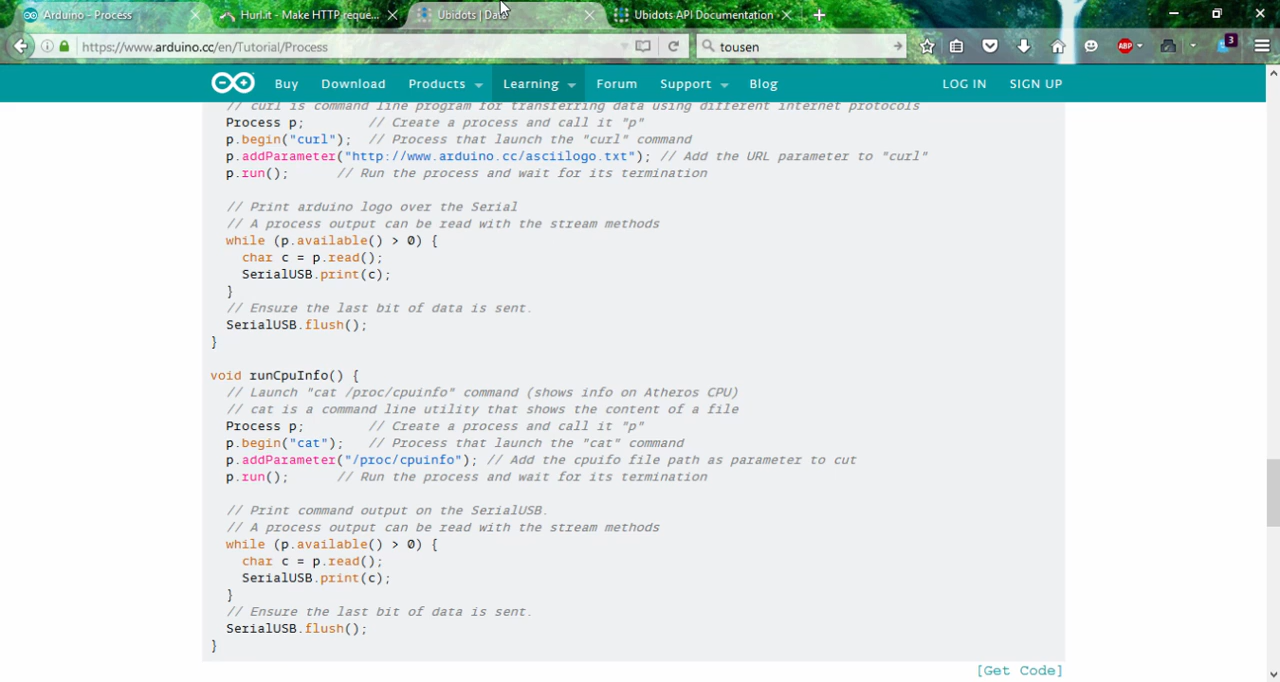 Arduino - Process
Hurl.it - Make HTTP reque...
Ubidots | Data
Ubidots API Documentation
https://www.arduino.cc/en/Tutorial/Process
tousen
ABP
3
Buy
Download
Products
Learning
Forum
Support
Blog
LOG IN
SIGN UP
// curl is command line program for transferring data using different internet protocols
Process p; // Create a process and call it "p"
p.begin("curl"); // Process that launch the "curl" command
p.addParameter("http://www.arduino.cc/asciilogo.txt"); // Add the URL parameter to "curl"
p.run(); // Run the process and wait for its termination
// Print arduino logo over the Serial
// A process output can be read with the stream methods
while (p.available() > 0) {
char c = p.read();
SerialUSB.print(c);
}
// Ensure the last bit of data is sent.
SerialUSB.flush();
}
void runCpuInfo() {
// Launch "cat /proc/cpuinfo" command (shows info on Atheros CPU)
// cat is a command line utility that shows the content of a file
Process p; // Create a process and call it "p"
p.begin("cat"); // Process that launch the "cat" command
p.addParameter("/proc/cpuinfo"); // Add the cpuifo file path as parameter to cut
p.run(); // Run the process and wait for its termination
// Print command output on the SerialUSB.
// A process output can be read with the stream methods
while (p.available() > 0) {
char c = p.read();
SerialUSB.print(c);
}
// Ensure the last bit of data is sent.
SerialUSB.flush();
}
[Get Code]